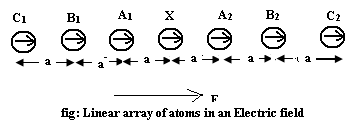 C1 B1 A1 X A2 B2 C2
a a a a a a
E
fig: Linear array of atoms in an Electric field